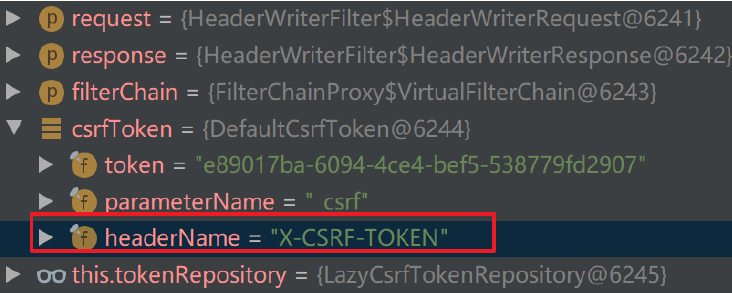 request = {HeaderWriterFilter$HeaderWriterRequest@6241}
response = {HeaderWriterFilter$HeaderWriterResponse@6242}
filterChain = {FilterChainProxy$VirtualFilterChain@6243}
csrfToken = {DefaultCsrfToken@6244}
token = "e89017ba-6094-4ce4-bef5-538779fd2907"
parameterName = "_csrf"
headerName = "X-CSRF-TOKEN"
this.tokenRepository = {LazyCsrfTokenRepository@6245}